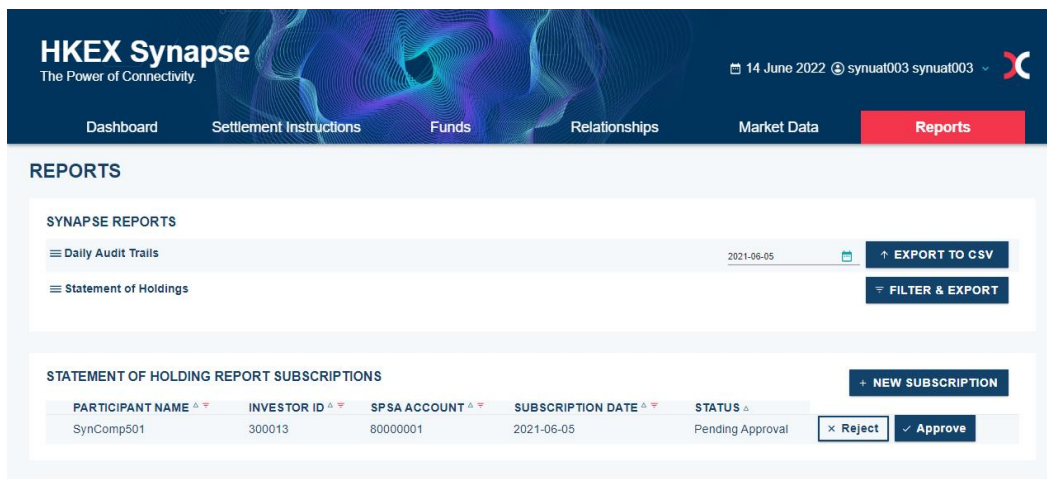 HKEX Synapse
The Power of Connectivity.
14 June 2022 synuat003 synuat003
Dashboard Settlement Instructions Funds Relationships Market Data Reports
REPORTS
SYNAPSE REPORTS
Daily Audit Trails 2021-06-05 ↑ EXPORT TO CSV
Statement of Holdings FILTER & EXPORT
STATEMENT OF HOLDING REPORT SUBSCRIPTIONS + NEW SUBSCRIPTION
PARTICIPANT NAME INVESTOR ID SPSA ACCOUNT SUBSCRIPTION DATE STATUS
SynComp501 300013 80000001 2021-06-05 Pending Approval × Reject ✓ Approve